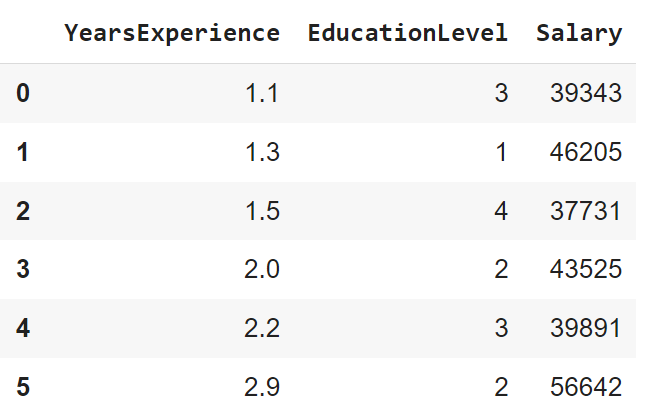 YearsExperience EducationLevel Salary
0 1.1 3 39343
1 1.3 1 46205
2 1.5 4 37731
3 2.0 2 43525
4 2.2 3 39891
5 2.9 2 56642